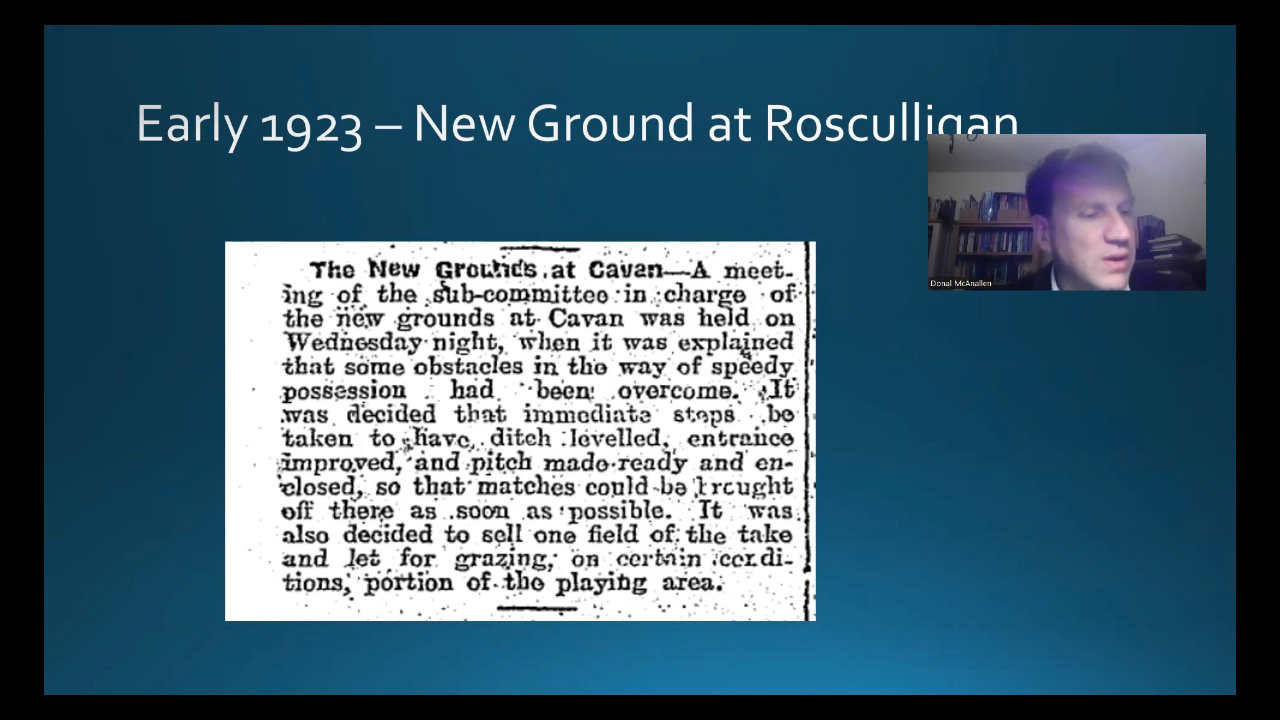 Early 1923 – New Ground at Rosculligan
Donal McAnallen
The New Grounds at Cavan—A meet-
ing of the sub-committee in charge of
the new grounds at Cavan was held on
Wednesday night, when it was explained
that some obstacles in the way of speedy
possession had been overcome. It
was decided that immediate steps be
taken to have ditch levelled, entrance
improved, and pitch made ready and en-
closed, so that matches could be brought
off there as soon as possible. It was
also decided to sell one field of the take
and let for grazing, on certain condi-
tions, portion of the playing area.